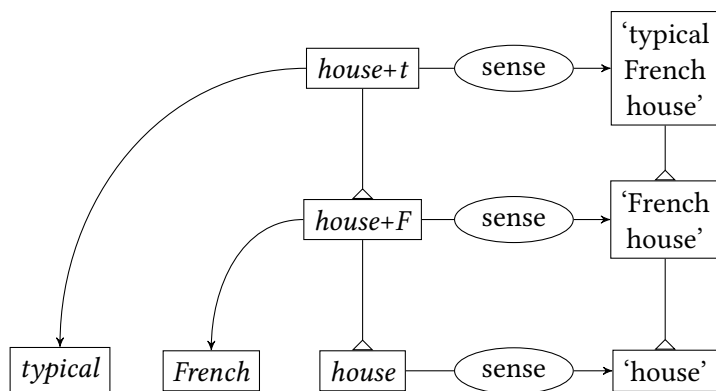 house+t
sense
‘typical
French
house’
house+F
sense
‘French
house’
typical
French
house
sense
‘house’